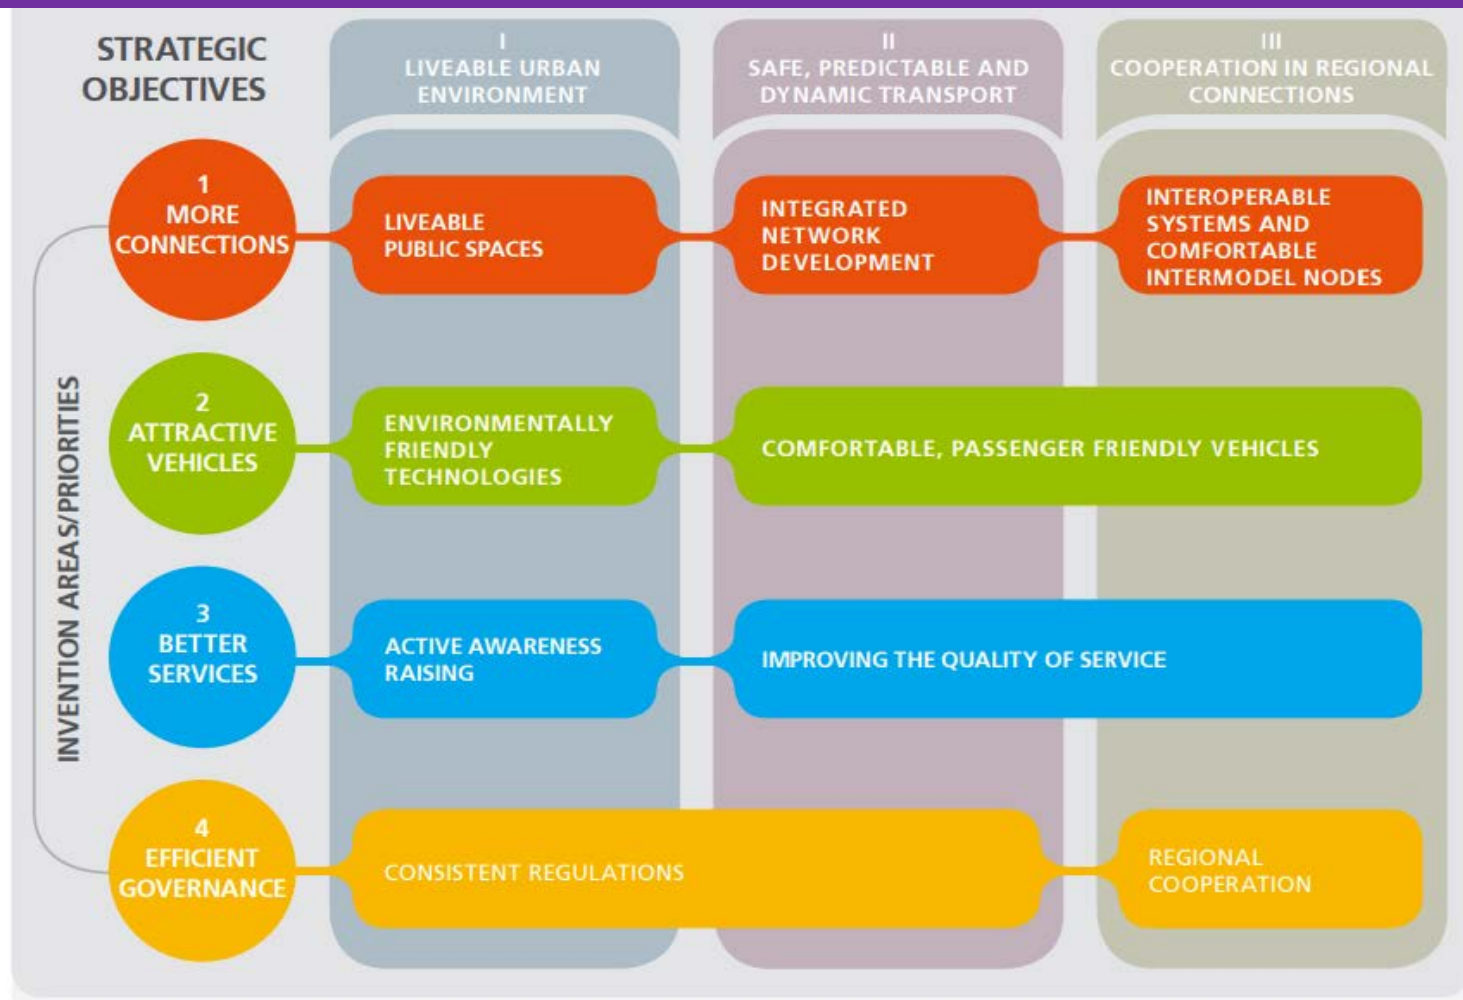 STRATEGIC
OBJECTIVES
I
LIVEABLE URBAN
ENVIRONMENT
II
SAFE, PREDICTABLE AND
DYNAMIC TRANSPORT
III
COOPERATION IN REGIONAL
CONNECTIONS
INVENTION AREAS/PRIORITIES
1
MORE
CONNECTIONS
LIVEABLE
PUBLIC SPACES
INTEGRATED
NETWORK
DEVELOPMENT
INTEROPERABLE
SYSTEMS AND
COMFORTABLE
INTERMODEL NODES
2
ATTRACTIVE
VEHICLES
ENVIRONMENTALLY
FRIENDLY
TECHNOLOGIES
COMFORTABLE, PASSENGER FRIENDLY VEHICLES
3
BETTER
SERVICES
ACTIVE AWARENESS
RAISING
IMPROVING THE QUALITY OF SERVICE
4
EFFICIENT
GOVERNANCE
CONSISTENT REGULATIONS
REGIONAL
COOPERATION